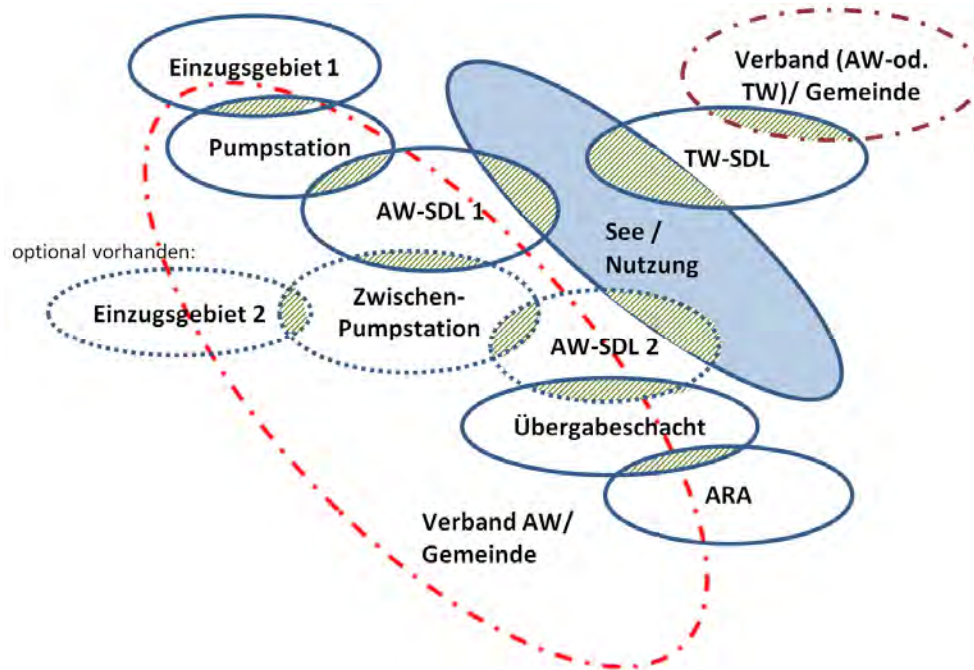 Einzugsgebiet 1
Verband (AW-od.
TW)/ Gemeinde
Pumpstation
TW-SDL
AW-SDL 1
See /
Nutzung
optional vorhanden:
Einzugsgebiet 2
Zwischen-
Pumpstation
AW-SDL 2
Übergabeschacht
ARA
Verband AW/
Gemeinde